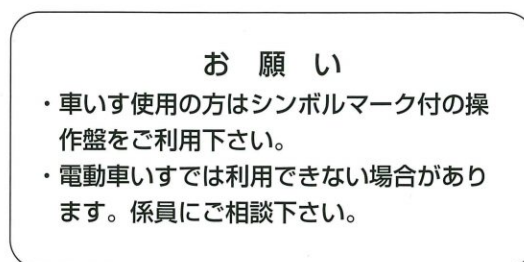 お 願 い
・車いす使用の方はシンボルマーク付の操
作盤をご利用下さい。
・電動車いすでは利用できない場合があり
ます。係員にご相談下さい。